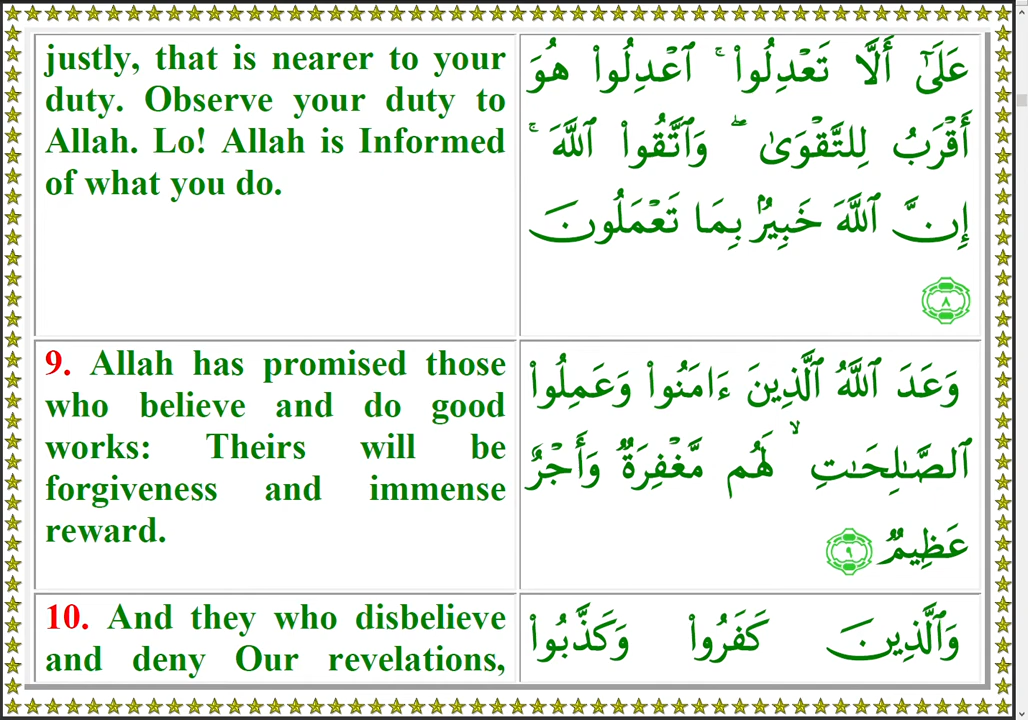 justly, that is nearer to your
duty. Observe your duty to
Allah. Lo! Allah is Informed
of what you do.
عَلَىٰٓ أَلَّا تَعْدِلُوا۟ ۚ ٱعْدِلُوا۟ هُوَ
أَقْرَبُ لِلتَّقْوَىٰ ۖ وَٱتَّقُوا۟ ٱللَّهَ ۚ
إِنَّ ٱللَّهَ خَبِيرٌۢ بِمَا تَعْمَلُونَ
٨
9. Allah has promised those
who believe and do good
works: Theirs will be
forgiveness and immense
reward.
وَعَدَ ٱللَّهُ ٱلَّذِينَ ءَامَنُوا۟ وَعَمِلُوا۟
ٱلصَّـٰلِحَـٰتِ ۙ لَهُم مَّغْفِرَةٌ وَأَجْرٌ
عَظِيمٌ ٩
10. And they who disbelieve
and deny Our revelations,
وَٱلَّذِينَ كَفَرُوا۟ وَكَذَّبُوا۟